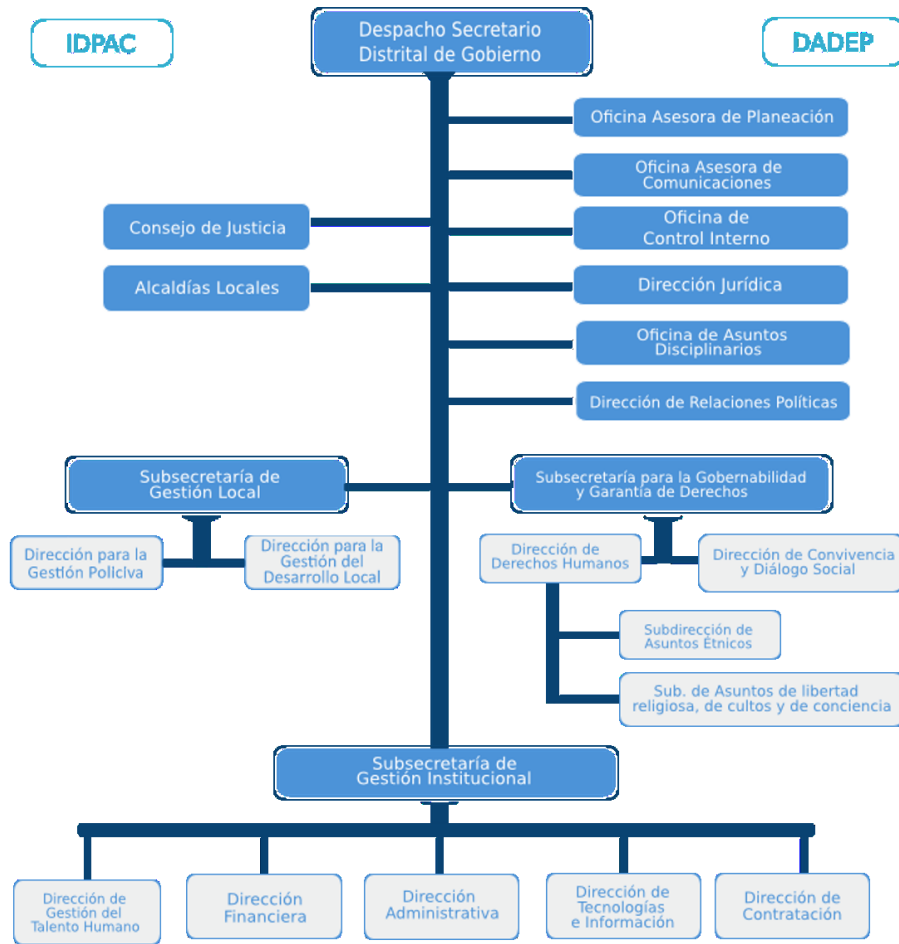 IDPAC
Despacho Secretario
Distrital de Gobierno
DADEP
Oficina Asesora de Planeación
Oficina Asesora de
Comunicaciones
Consejo de Justicia
Oficina de
Control Interno
Alcaldías Locales
Dirección Jurídica
Oficina de Asuntos
Disciplinarios
Dirección de Relaciones Políticas
Subsecretaría de
Gestión Local
Subsecretaría para la Gobernabilidad
y Garantía de Derechos
Dirección para la
Gestión Policiva
Dirección para la
Gestión del
Desarrollo Local
Dirección de
Derechos Humanos
Dirección de Convivencia
y Diálogo Social
Subdirección de
Asuntos Étnicos
Sub. de Asuntos de libertad
religiosa, de cultos y de conciencia
Subsecretaría de
Gestión Institucional
Dirección de
Gestión del
Talento Humano
Dirección
Financiera
Dirección
Administrativa
Dirección de
Tecnologías
e Información
Dirección de
Contratación